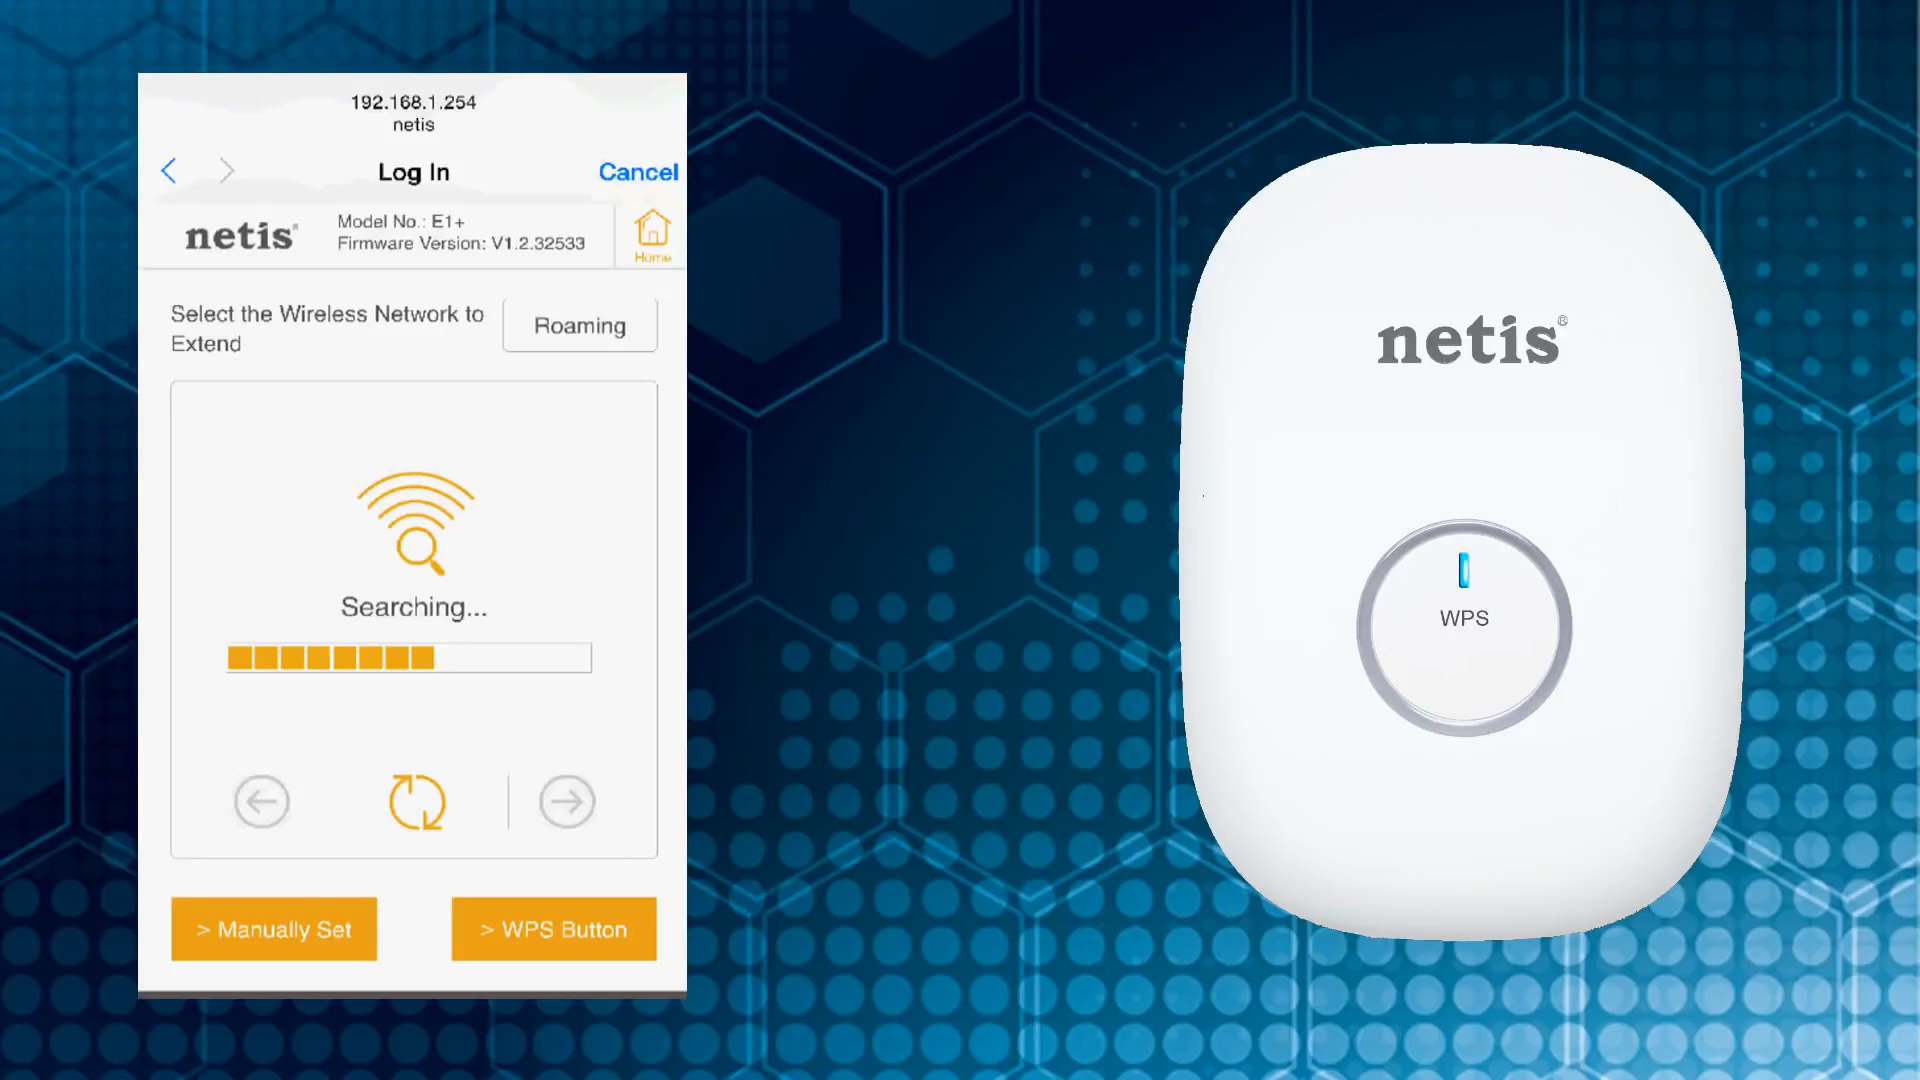 192.168.1.254
netis
Log In
Cancel
netis®
Model No.: E1+
Firmware Version: V1.2.32533
Home
Select the Wireless Network to
Extend
Roaming
Searching...
> Manually Set
> WPS Button
netis®
WPS